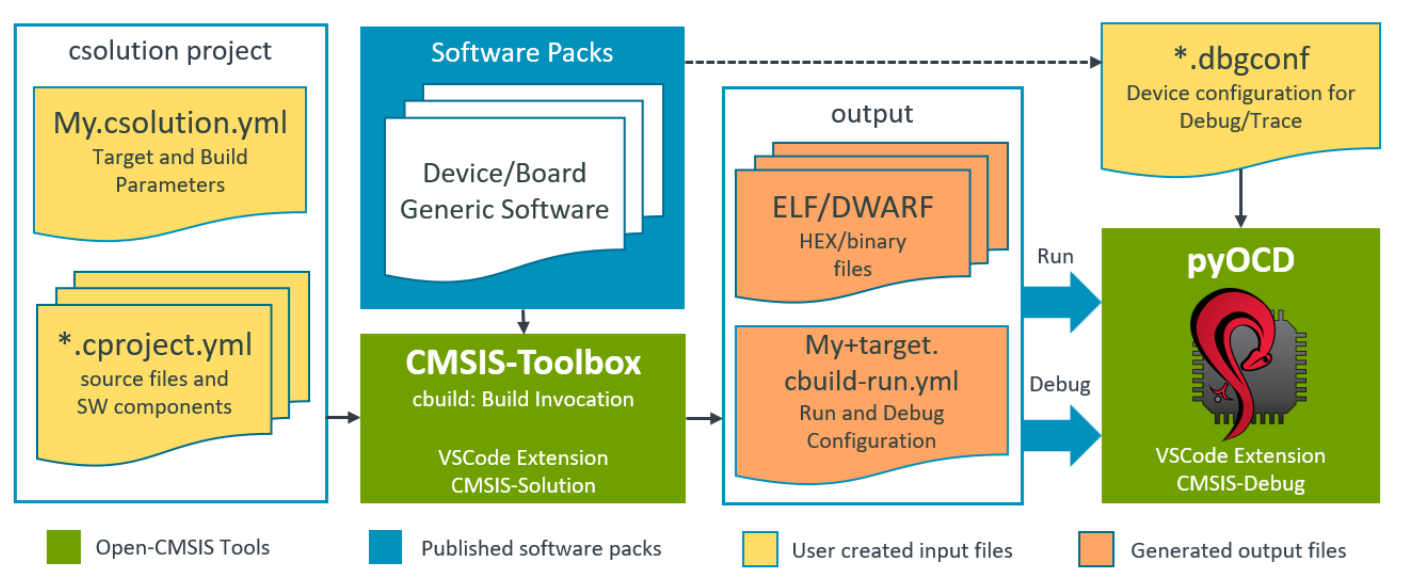 csolution project
My.csolution.yml
Target and Build
Parameters
*.cproject.yml
source files and
SW components
Software Packs
Device/Board
Generic Software
CMSIS-Toolbox
cbuild: Build Invocation
VSCode Extension
CMSIS-Solution
output
ELF/DWARF
HEX/binary
files
My+target.
cbuild-run.yml
Run and Debug
Configuration
Run
Debug
*.dbgconf
Device configuration for
Debug/Trace
pyOCD
VSCode Extension
CMSIS-Debug
Open-CMSIS Tools
Published software packs
User created input files
Generated output files